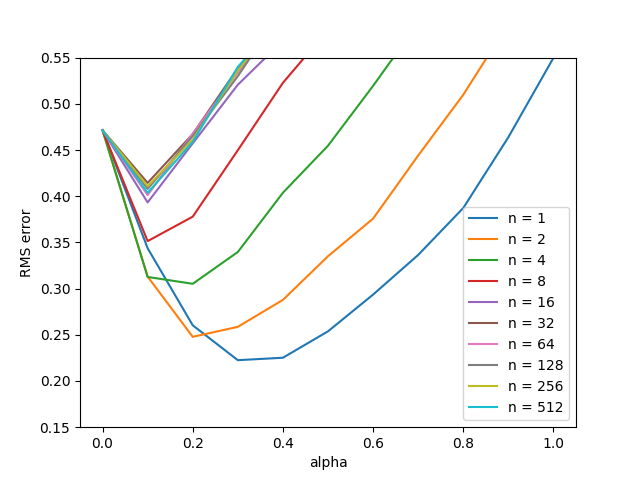 0.55
0.50
0.45
0.40
0.35
0.30
0.25
0.20
0.15
RMS error
0.0 0.2 0.4 0.6 0.8 1.0
alpha
n = 1
n = 2
n = 4
n = 8
n = 16
n = 32
n = 64
n = 128
n = 256
n = 512